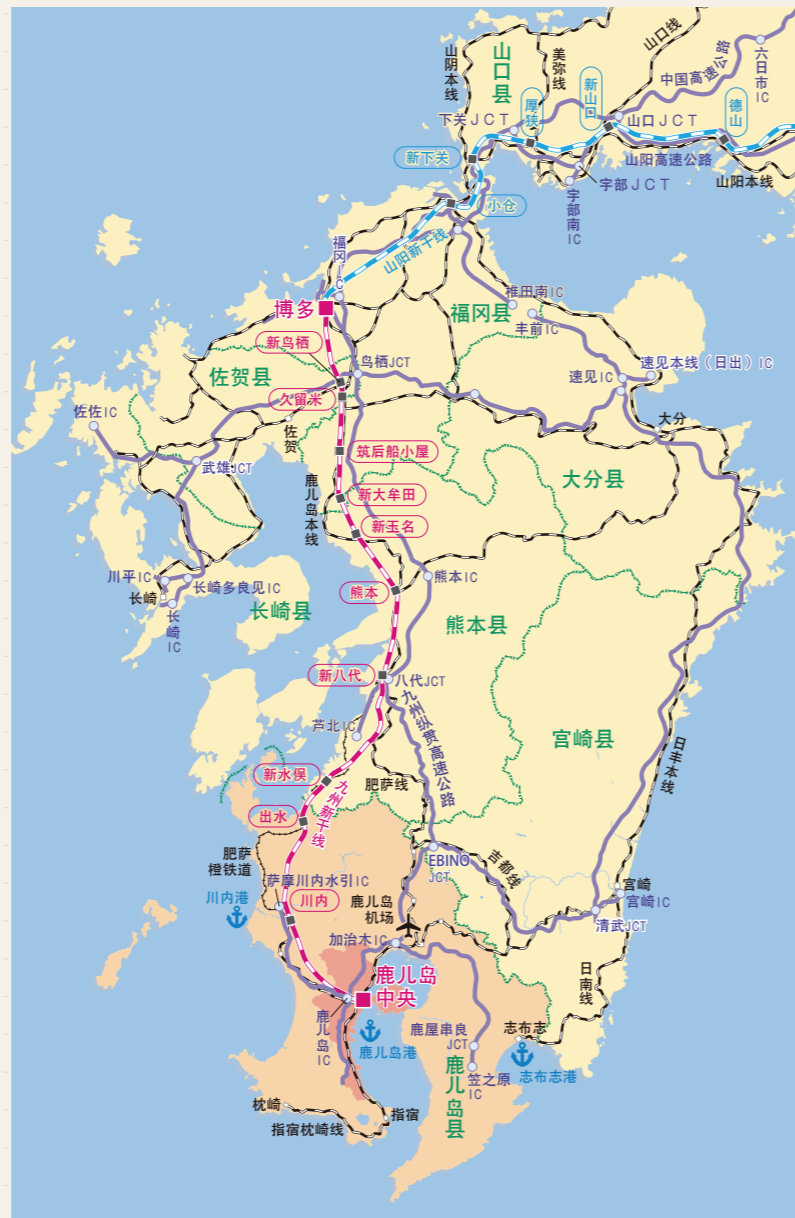 山阴本线
山口县
美弥线
山口线
中国高速公路
六日市IC
下关JCT
厚狭
新山口
山口JCT
德山
新下关
山阳高速公路
宇部JCT
山阳本线
宇部南IC
小仓
山阳新干线
福冈IC
博多
福冈县
椎田南IC
丰前IC
新鸟栖
鸟栖JCT
速见IC
速见本线（日出）IC
佐贺县
久留米
佐佐IC
佐贺
大分
武雄JCT
筑后船小屋
大分县
鹿儿岛本线
新大牟田
新玉名
川平IC
长崎多良见IC
长崎
长崎IC
长崎县
熊本
熊本IC
熊本县
新八代
八代JCT
九州纵贯高速公路
芦北IC
宫崎县
日丰本线
新水俣
九州新干线
肥萨线
出水
肥萨
橙铁道
EBINO
JCT
吉都线
萨摩川内水引IC
川内港
川内
鹿儿岛
机场
宫崎
宫崎IC
清武JCT
加治木IC
日南线
鹿儿岛
中央
鹿儿岛IC
鹿儿岛港
鹿屋串良
JCT
志布志
志布志港
笠之原
IC
鹿儿岛县
枕崎
指宿
指宿枕崎线